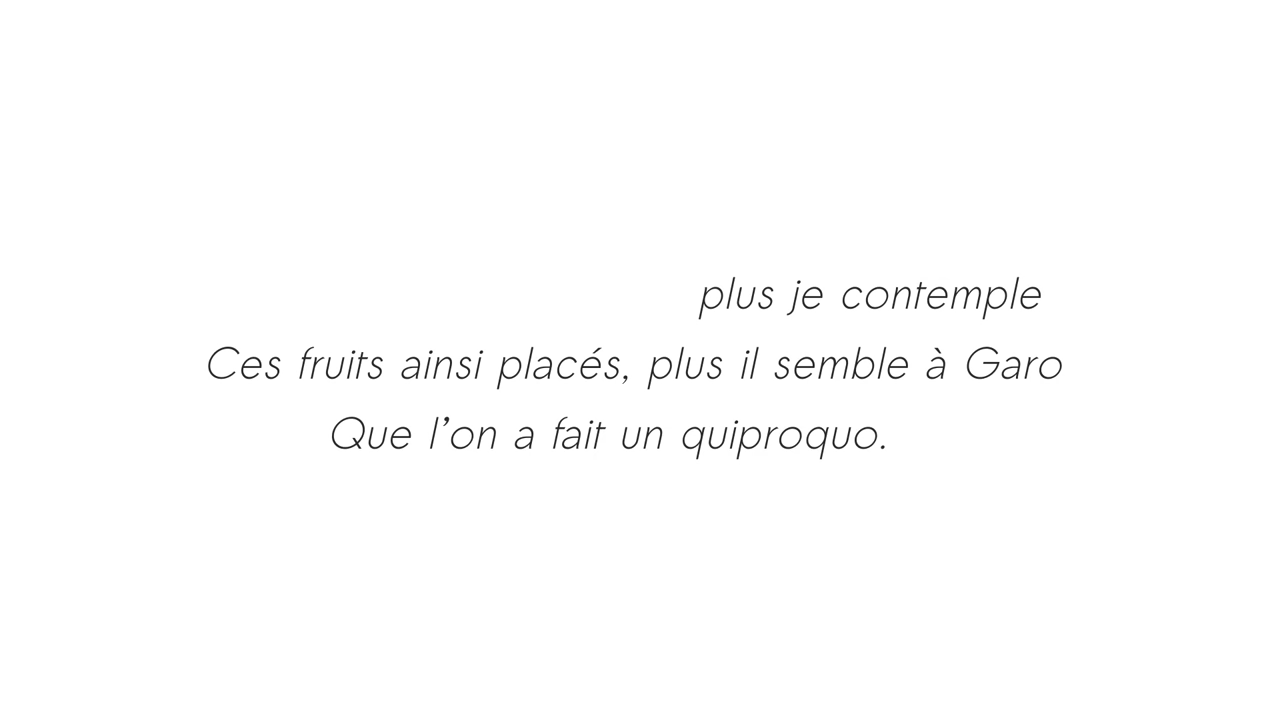 plus je contemple
Ces fruits ainsi placés, plus il semble à Garo
Que l’on a fait un quiproquo.